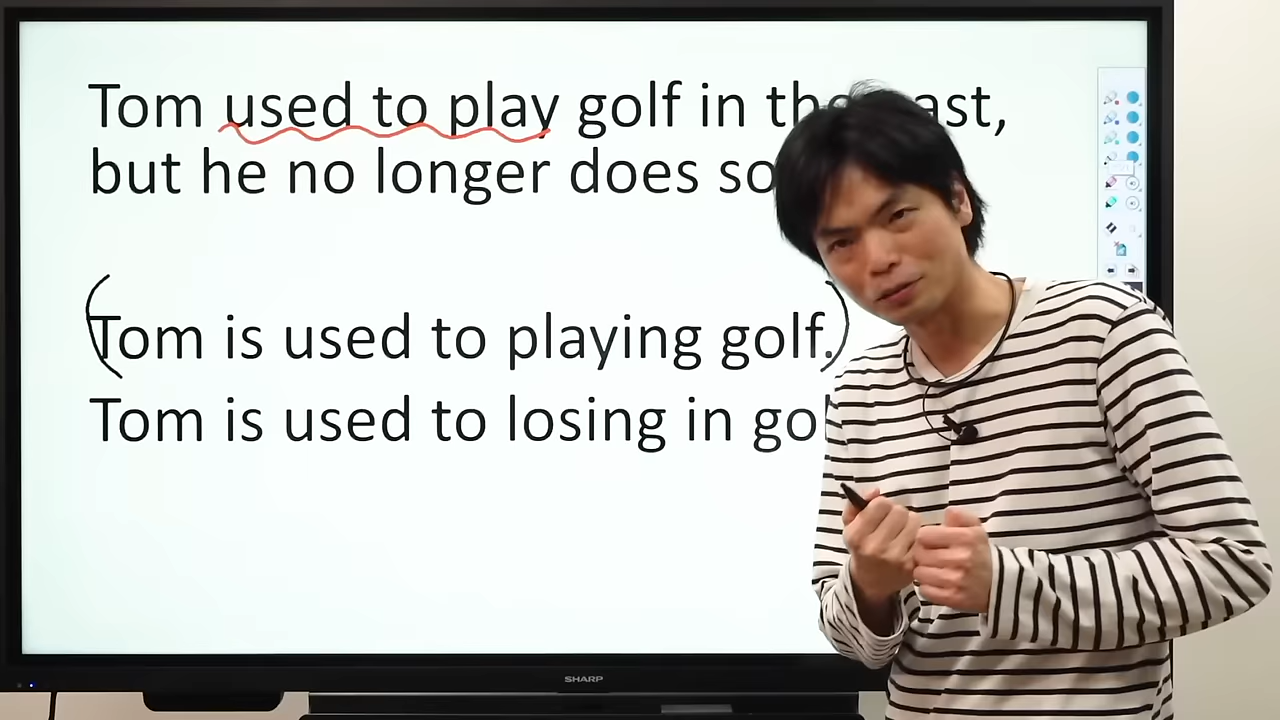 Tom used to play golf in
but he no longer does so
Tom is used to playing golf.
Tom is used to losing in
SHARP